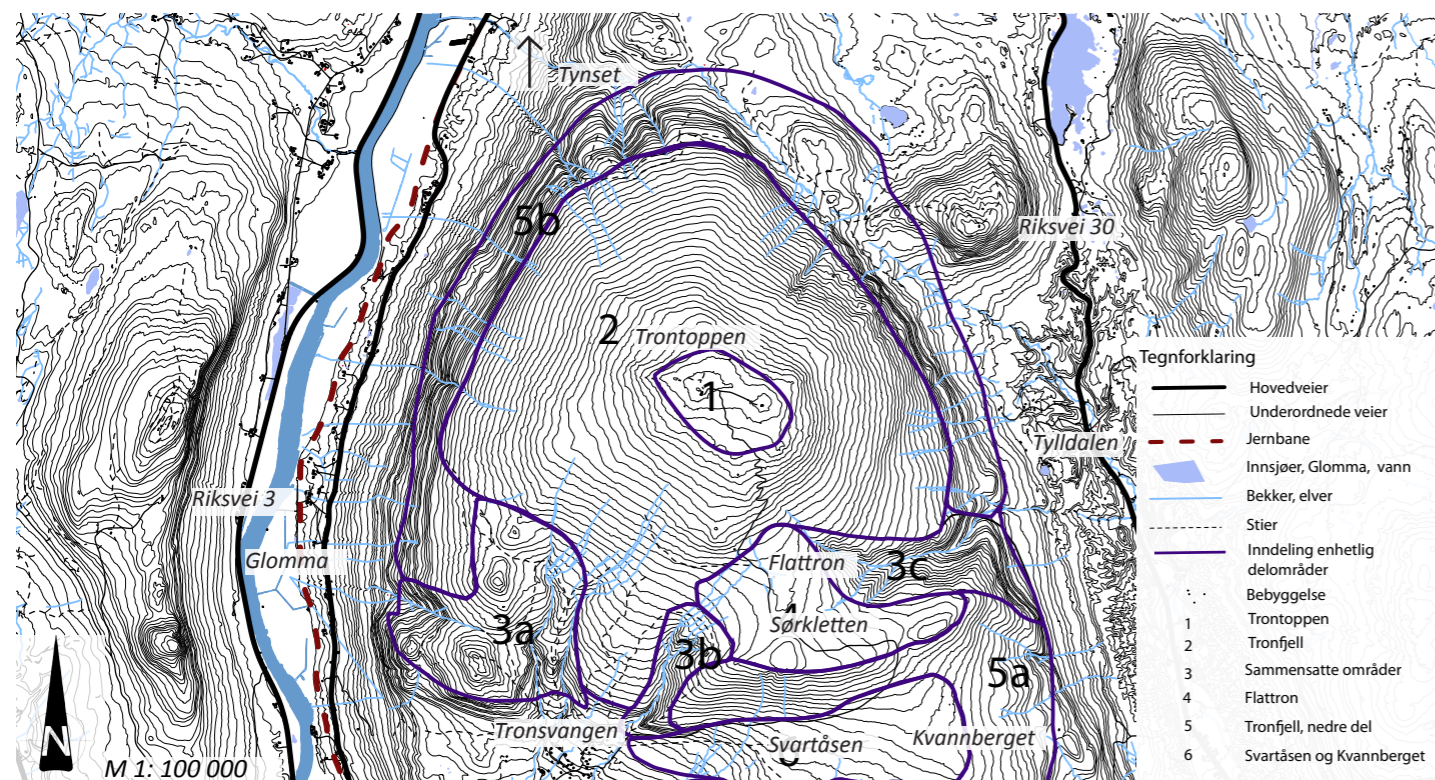 Tynset
5b
Riksvei 30
2
Trontoppen
1
Tylldalen
Riksvei 3
Glomma
Flattron
3c
4
3a
Sørkletten
3b
5a
Tronsvangen
Svartåsen
Kvannberget
6
N
M 1: 100 000
Tegnforklaring
Hovedveier
Underordnede veier
Jernbane
Innsjøer, Glomma, vann
Bekker, elver
Stier
Inndeling enhetlig
delområder
Bebyggelse
1 Trontoppen
2 Tronfjell
3 Sammensatte områder
4 Flattron
5 Tronfjell, nedre del
6 Svartåsen og Kvannberget